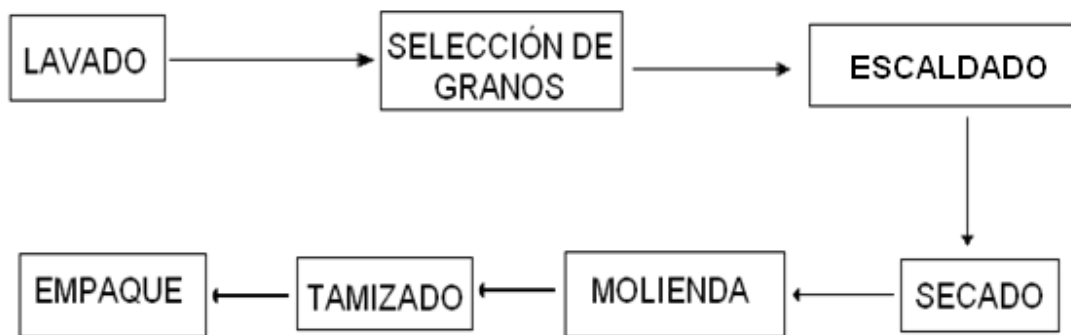 LAVADO
SELECCIÓN DE
GRANOS
ESCALDADO
SECADO
MOLIENDA
TAMIZADO
EMPAQUE